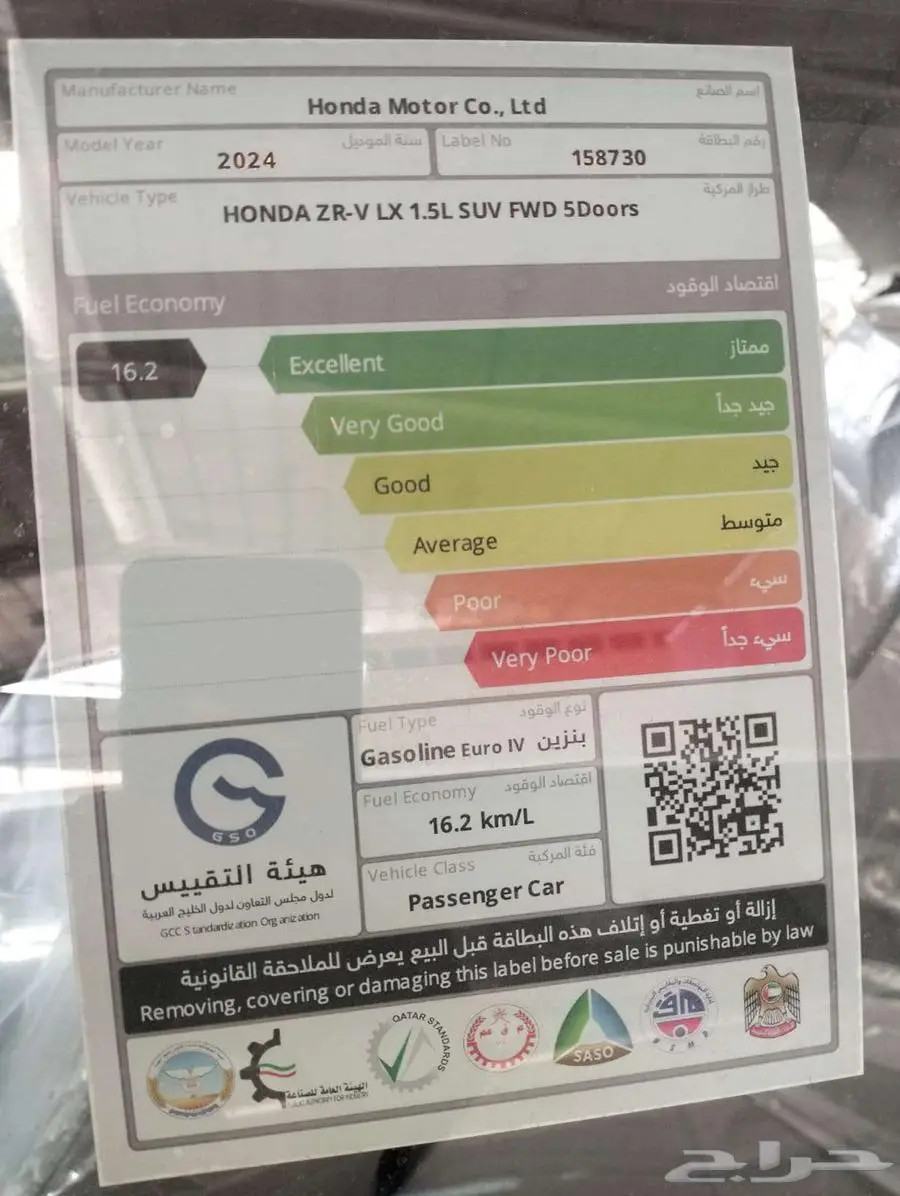 Manufacturer Name اسم الصانع
Honda Motor Co., Ltd
Model Year سنة الموديل Label No رقم البطاقة
2024 158730
Vehicle Type طراز المركبة
HONDA ZR-V LX 1.5L SUV FWD 5Doors
Fuel Economy اقتصاد الوقود
16.2 Excellent ممتاز
Very Good جيد جداً
Good جيد
Average متوسط
Poor سيء
Very Poor سيء جداً
Fuel Type نوع الوقود
Gasoline Euro IV بنزين
Fuel Economy اقتصاد الوقود
16.2 km/L
Vehicle Class فئة المركبة
Passenger Car
GSO
هيئة التقييس
لدول مجلس التعاون لدول الخليج العربية
GCC Standardization Organization
إزالة أو تغطية أو إتلاف هذه البطاقة قبل البيع يعرض للملاحقة القانونية
Removing, covering or damaging this label before sale is punishable by law
الهيئة العامة للصناعة
PUBLIC AUTHORITY FOR INDUSTRY
QATAR STANDARDS
SASO
حراج